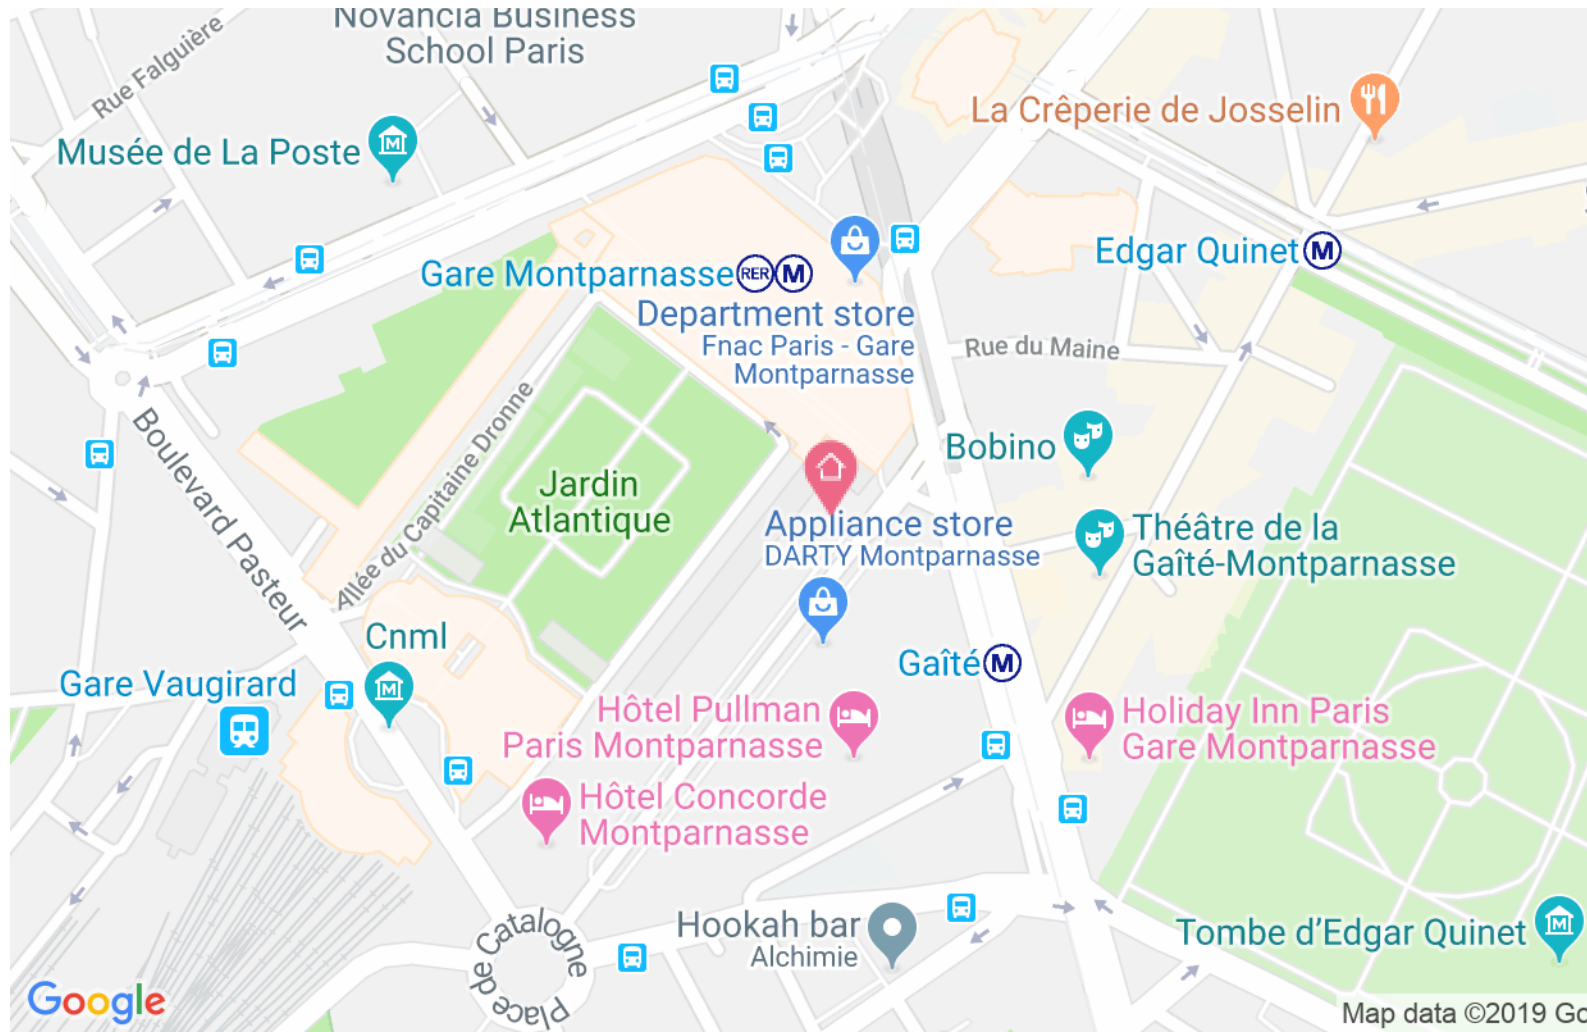 Novancia Business
School Paris
Rue Falguière
La Crêperie de Josselin
Musée de La Poste
Edgar Quinet M
Gare Montparnasse RER M
Department store
Fnac Paris - Gare
Montparnasse
Rue du Maine
Boulevard Pasteur
Allée du Capitaine Dronne
Bobino
Jardin
Atlantique
Appliance store
DARTY Montparnasse
Théâtre de la
Gaîté-Montparnasse
Cnml
Gaîté M
Gare Vaugirard
Hôtel Pullman
Paris Montparnasse
Holiday Inn Paris
Gare Montparnasse
Hôtel Concorde
Montparnasse
Place de Catalogne
Hookah bar
Alchimie
Tombe d'Edgar Quinet
Google
Map data ©2019 Go